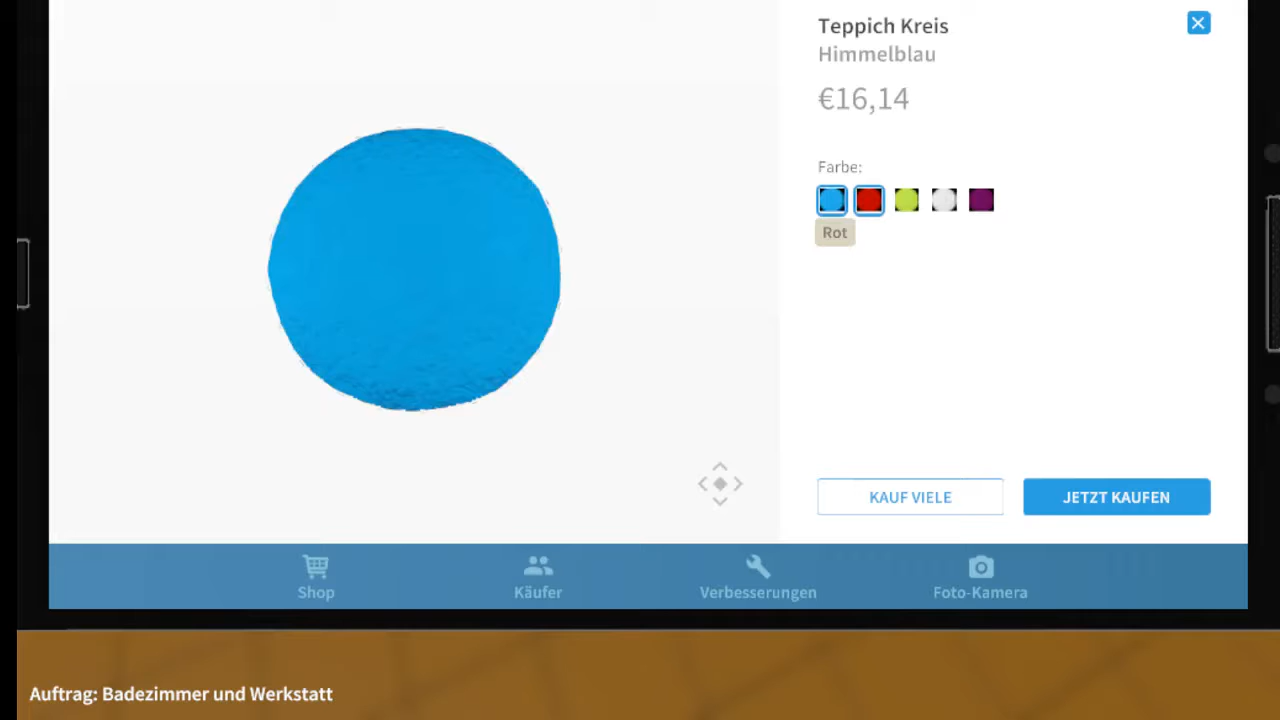 Teppich Kreis
Himmelblau
€16,14
Farbe:
Rot
KAUF VIELE
JETZT KAUFEN
Shop
Käufer
Verbesserungen
Foto-Kamera
Auftrag: Badezimmer und Werkstatt